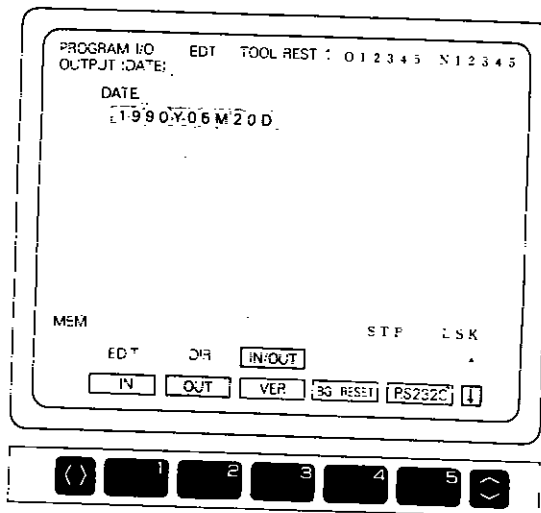 PROGRAM I/O EDT TOOL REST : O12345 N12345
OUTPUT (DATE)
DATE
1990Y06M20D
MEM STP LSK
EDT DIR IN/OUT
IN OUT VER BG RESET RS232C ↓
⟨⟩ 1 2 3 4 5